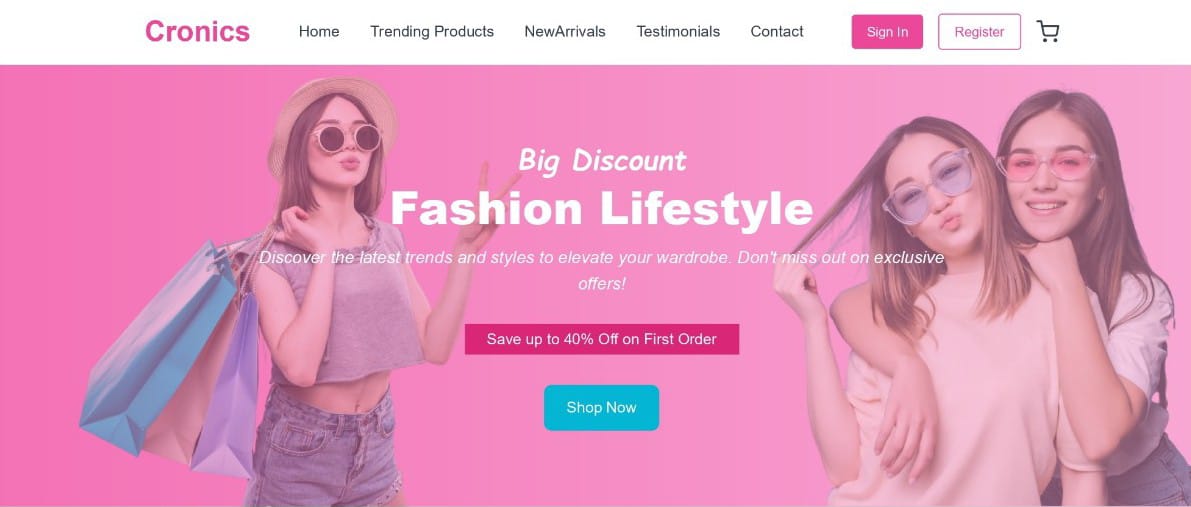 Cronics
Home
Trending Products
NewArrivals
Testimonials
Contact
Sign In
Register
Big Discount
Fashion Lifestyle
Discover the latest trends and styles to elevate your wardrobe. Don't miss out on exclusive
offers!
Save up to 40% Off on First Order
Shop Now